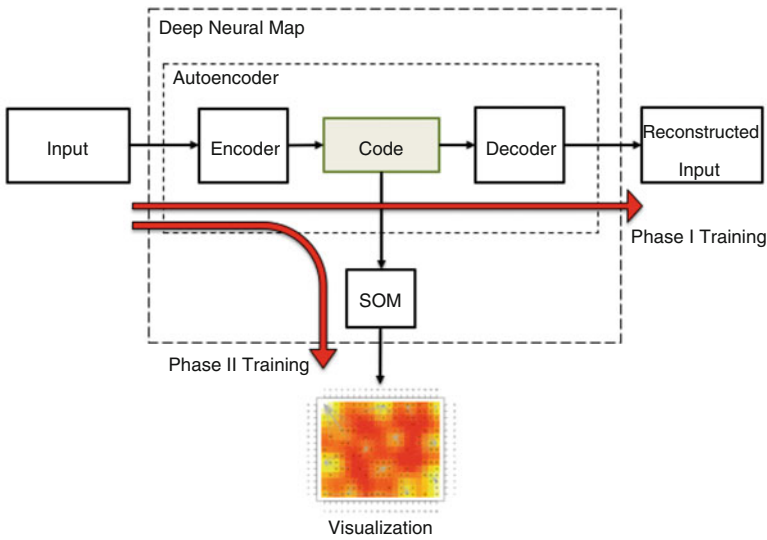 Deep Neural Map
Autoencoder
Input
Encoder
Code
Decoder
Reconstructed
Input
Phase I Training
SOM
Phase II Training
Visualization